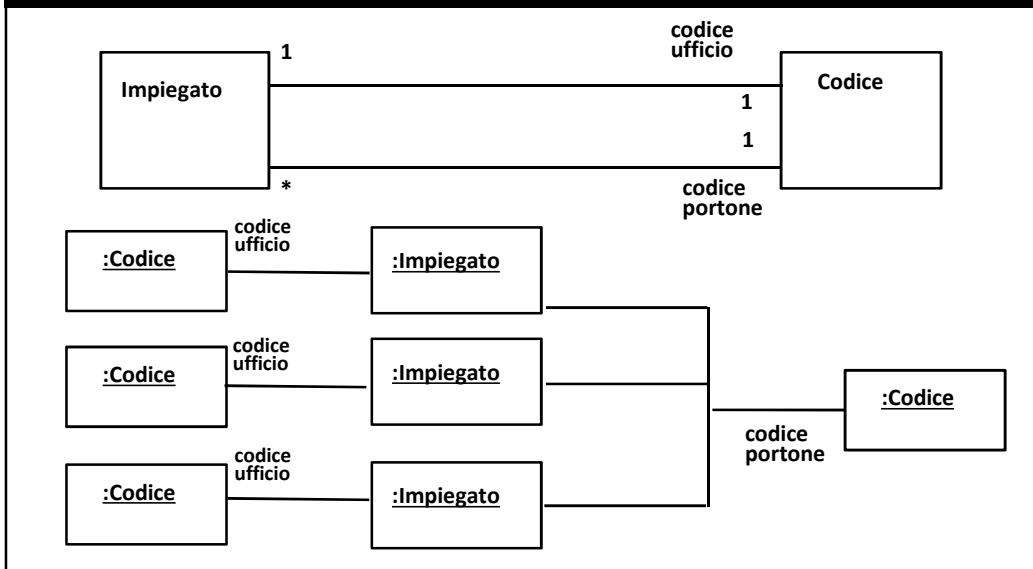 codice
ufficio
1
Impiegato
Codice
1
1
*
codice
portone
codice
ufficio
:Codice
:Impiegato
codice
ufficio
:Codice
:Impiegato
:Codice
codice
portone
codice
ufficio
:Codice
:Impiegato